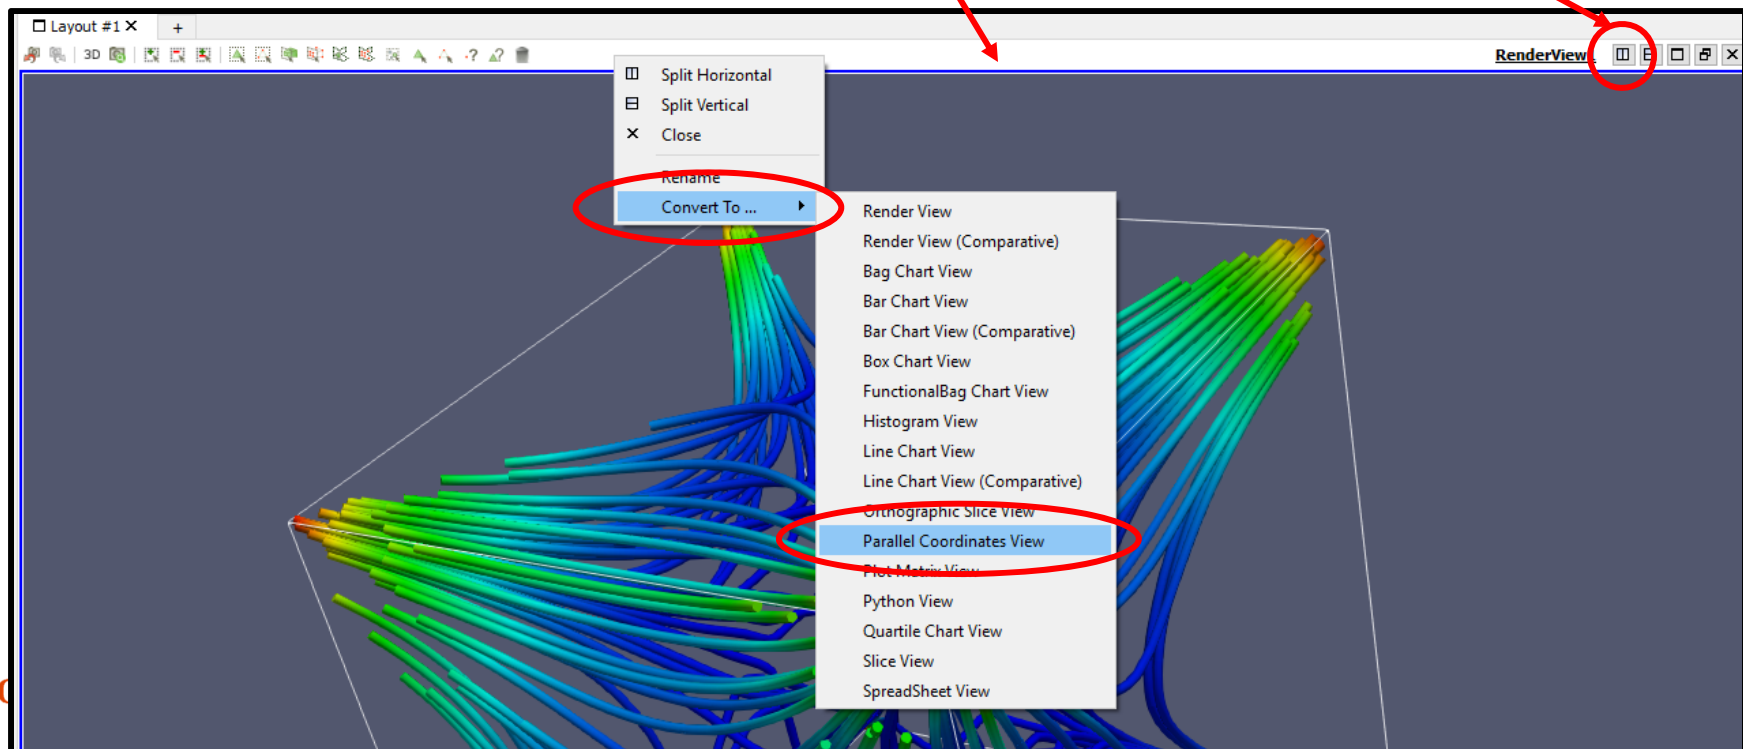 Layout #1
+
3D
RenderView
Split Horizontal
Split Vertical
Close
Rename
Convert To ...
Render View
Render View (Comparative)
Bag Chart View
Bar Chart View
Bar Chart View (Comparative)
Box Chart View
FunctionalBag Chart View
Histogram View
Line Chart View
Line Chart View (Comparative)
Orthographic Slice View
Parallel Coordinates View
Plot Matrix View
Python View
Quartile Chart View
Slice View
SpreadSheet View